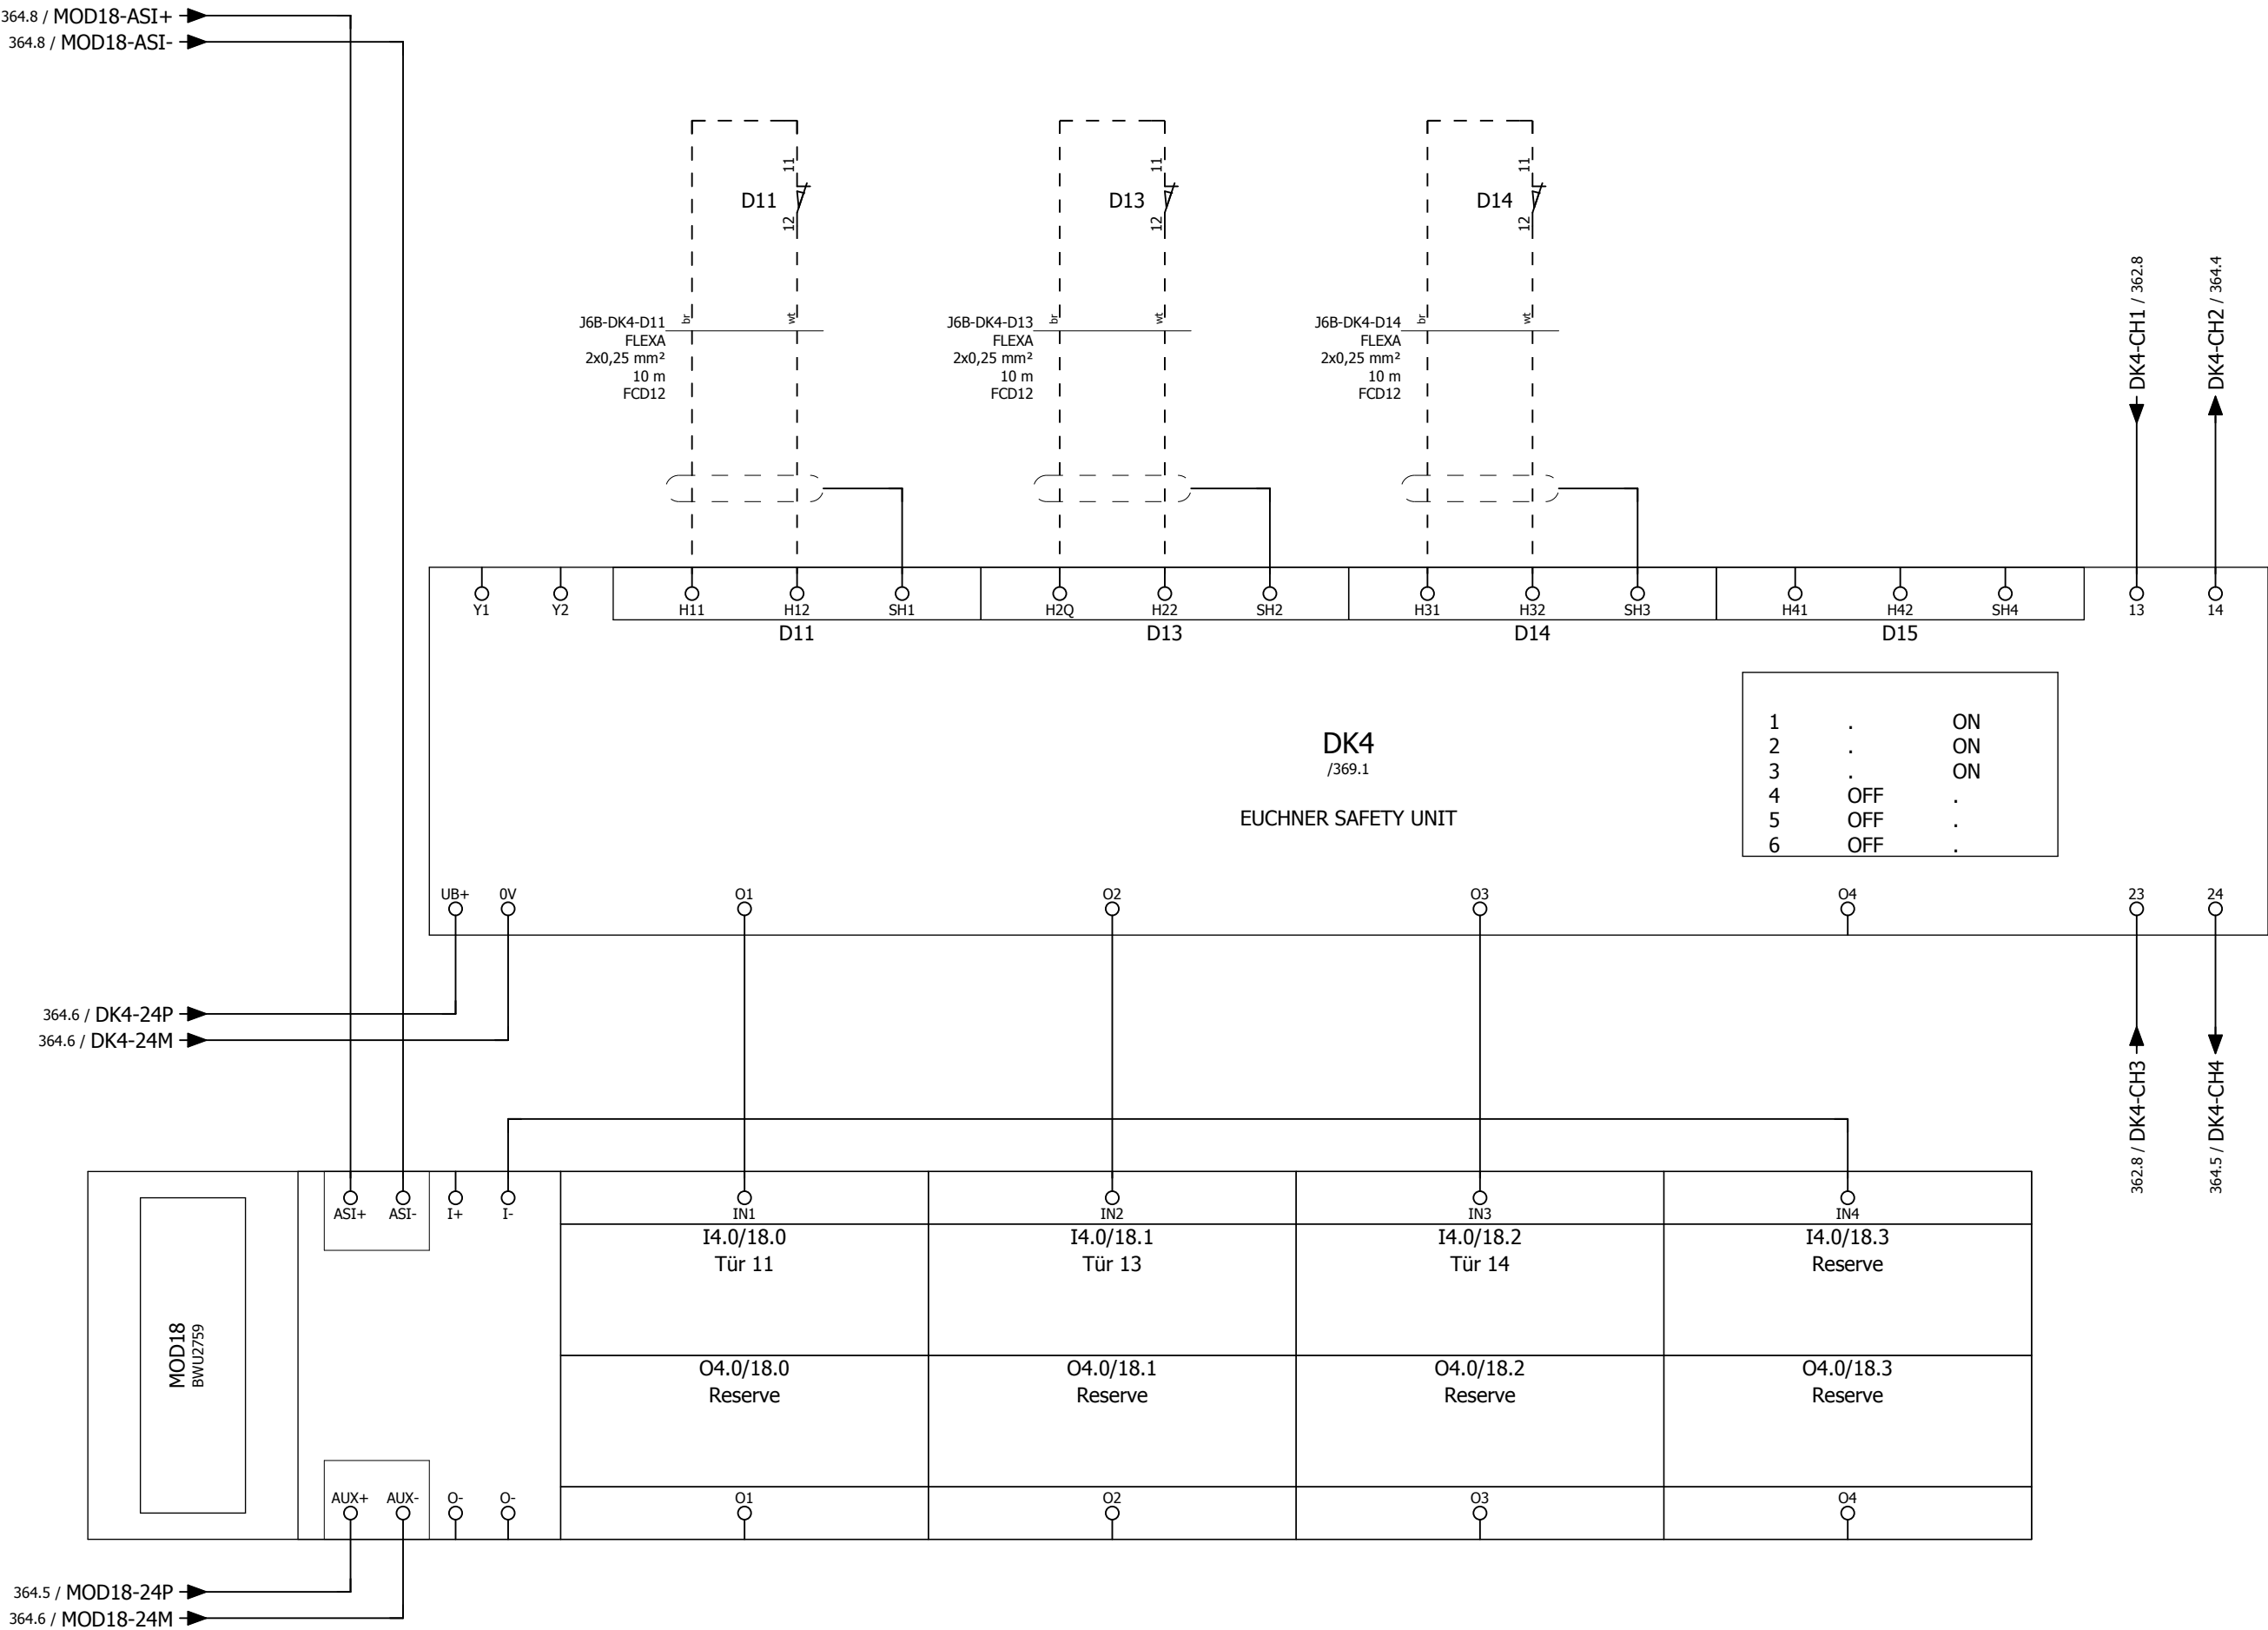 364.8 / MOD18-ASI+
364.8 / MOD18-ASI-
11
D11
12
11
D13
12
11
D14
12
DK4-CH1 / 362.8
DK4-CH2 / 364.4
J6B-DK4-D11
FLEXA
2x0,25 mm²
10 m
FCD12
br
wt
J6B-DK4-D13
FLEXA
2x0,25 mm²
10 m
FCD12
br
wt
J6B-DK4-D14
FLEXA
2x0,25 mm²
10 m
FCD12
br
wt
Y1 Y2 H11 H12 SH1 H2Q H22 SH2 H31 H32 SH3 H41 H42 SH4 13 14
D11 D13 D14 D15
DK4
/369.1
EUCHNER SAFETY UNIT
1 . ON
2 . ON
3 . ON
4 OFF .
5 OFF .
6 OFF .
UB+ 0V O1 O2 O3 O4 23 24
364.6 / DK4-24P
364.6 / DK4-24M
362.8 / DK4-CH3
364.5 / DK4-CH4
ASI+ ASI- I+ I- IN1 IN2 IN3 IN4
I4.0/18.0 I4.0/18.1 I4.0/18.2 I4.0/18.3
Tür 11 Tür 13 Tür 14 Reserve
MOD18
BWU2759
O4.0/18.0 O4.0/18.1 O4.0/18.2 O4.0/18.3
Reserve Reserve Reserve Reserve
AUX+ AUX- O- O- O1 O2 O3 O4
364.5 / MOD18-24P
364.6 / MOD18-24M